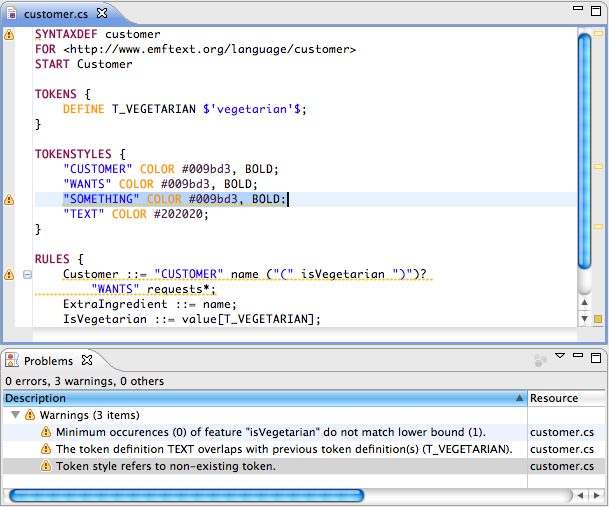 customer.cs
SYNTAXDEF customer
FOR <http://www.emftext.org/language/customer>
START Customer
TOKENS {
DEFINE T_VEGETARIAN $'vegetarian'$;
}
TOKENSTYLES {
"CUSTOMER" COLOR #009bd3, BOLD;
"WANTS" COLOR #009bd3, BOLD;
"SOMETHING" COLOR #009bd3, BOLD;
"TEXT" COLOR #202020;
}
RULES {
Customer ::= "CUSTOMER" name ("(" isVegetarian ")")?
"WANTS" requests*;
ExtraIngredient ::= name;
IsVegetarian ::= value[T_VEGETARIAN];
Problems
0 errors, 3 warnings, 0 others
Description Resource
Warnings (3 items)
Minimum occurences (0) of feature "isVegetarian" do not match lower bound (1). customer.cs
The token definition TEXT overlaps with previous token definition(s) (T_VEGETARIAN). customer.cs
Token style refers to non-existing token. customer.cs